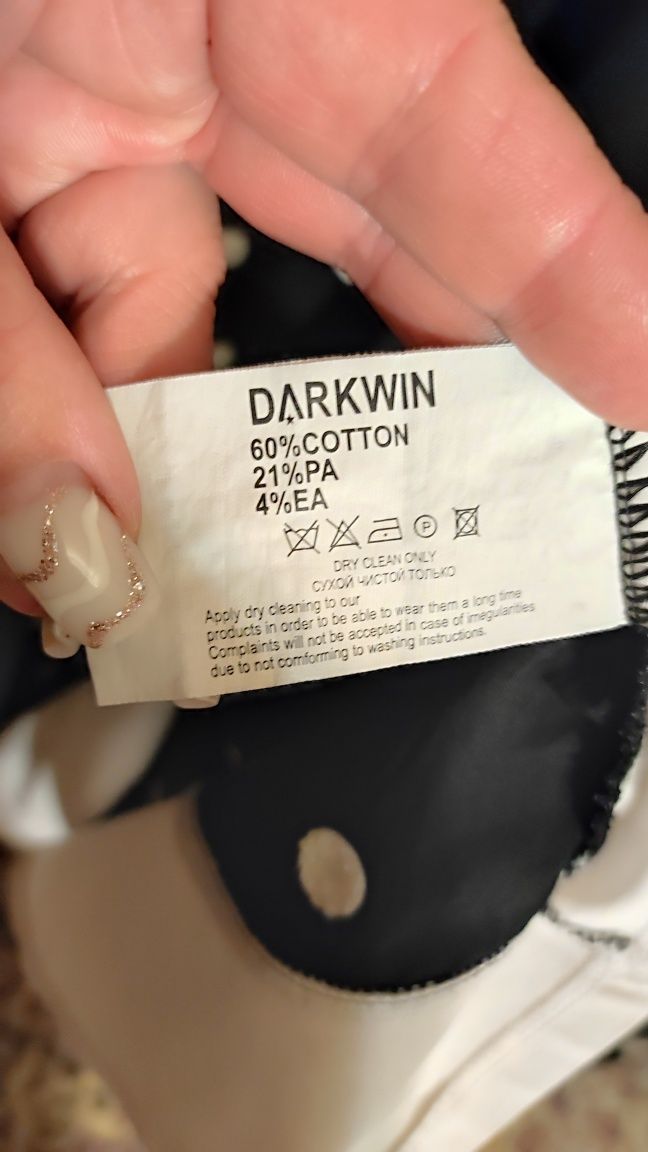 DARKWIN
60%COTTON
21%PA
4%EA
P
DRY CLEAN ONLY
СУХОЙ ЧИСТОЙ ТОЛЬКО
Apply dry cleaning to our
products in order to be able to wear them a long time
Complaints will not be accepted in case of irregularities
due to not comforming to washing instructions.